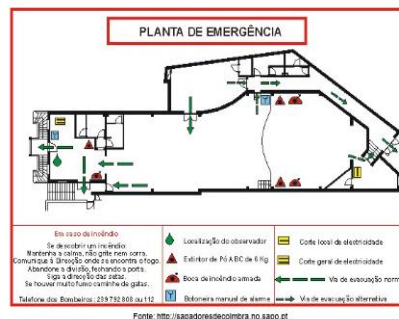 PLANTA DE EMERGÊNCIA
Em caso de incêndio
Se descobrir um incêndio:
Mantenha a calma, não grite nem corra.
Comunique à Direcção onde se encontra o fogo.
Abandone a divisão, fechando a porta.
Siga a direcção das setas.
Se houver muito fumo caminhe de gatas.
Telefone dos Bombeiros: 239 792 808 ou 112
Localização do observador
Extintor de Pó ABC de 6 Kg
Boca de incêndio armada
Botoneira manual de alarme
Corte local da electricidade
Corte geral da electricidade
Via de evacuação normal
Via de evacuação alternativa
Fonte: http://sapadoresdecoimbra.no.sapo.pt